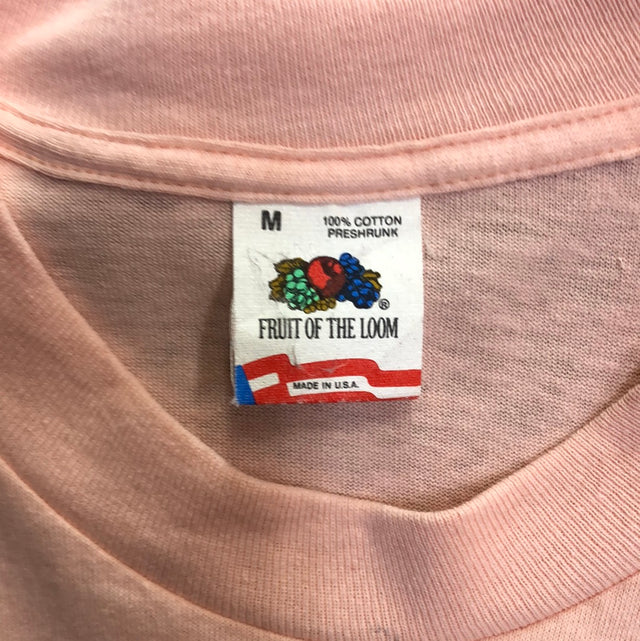 M
100% COTTON
PRESHRUNK
®
FRUIT OF THE LOOM
MADE IN U.S.A.